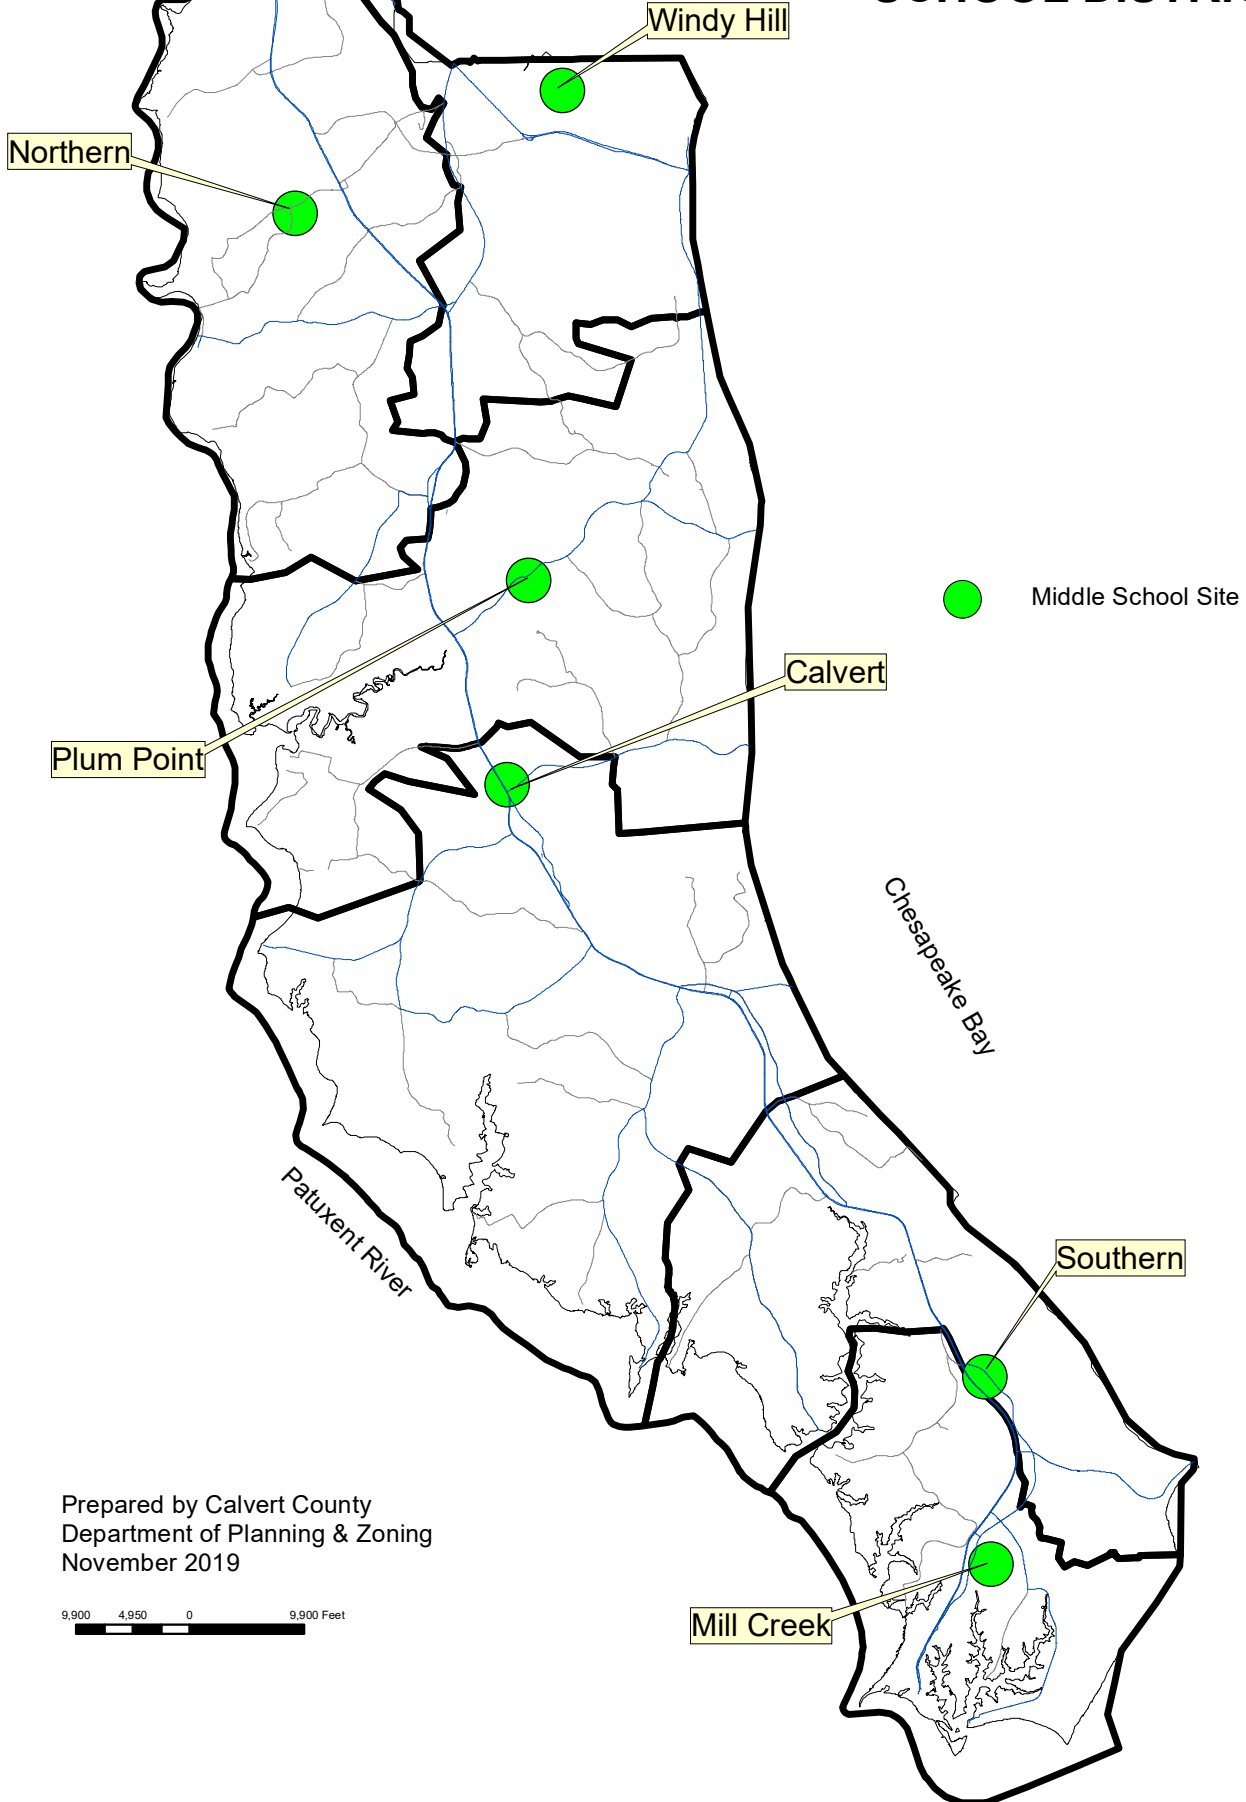 Windy Hill
Northern
Middle School Site
Calvert
Plum Point
Chesapeake Bay
Patuxent River
Southern
Prepared by Calvert County
Department of Planning & Zoning
November 2019
9,900 4,950 0 9,900 Feet
Mill Creek